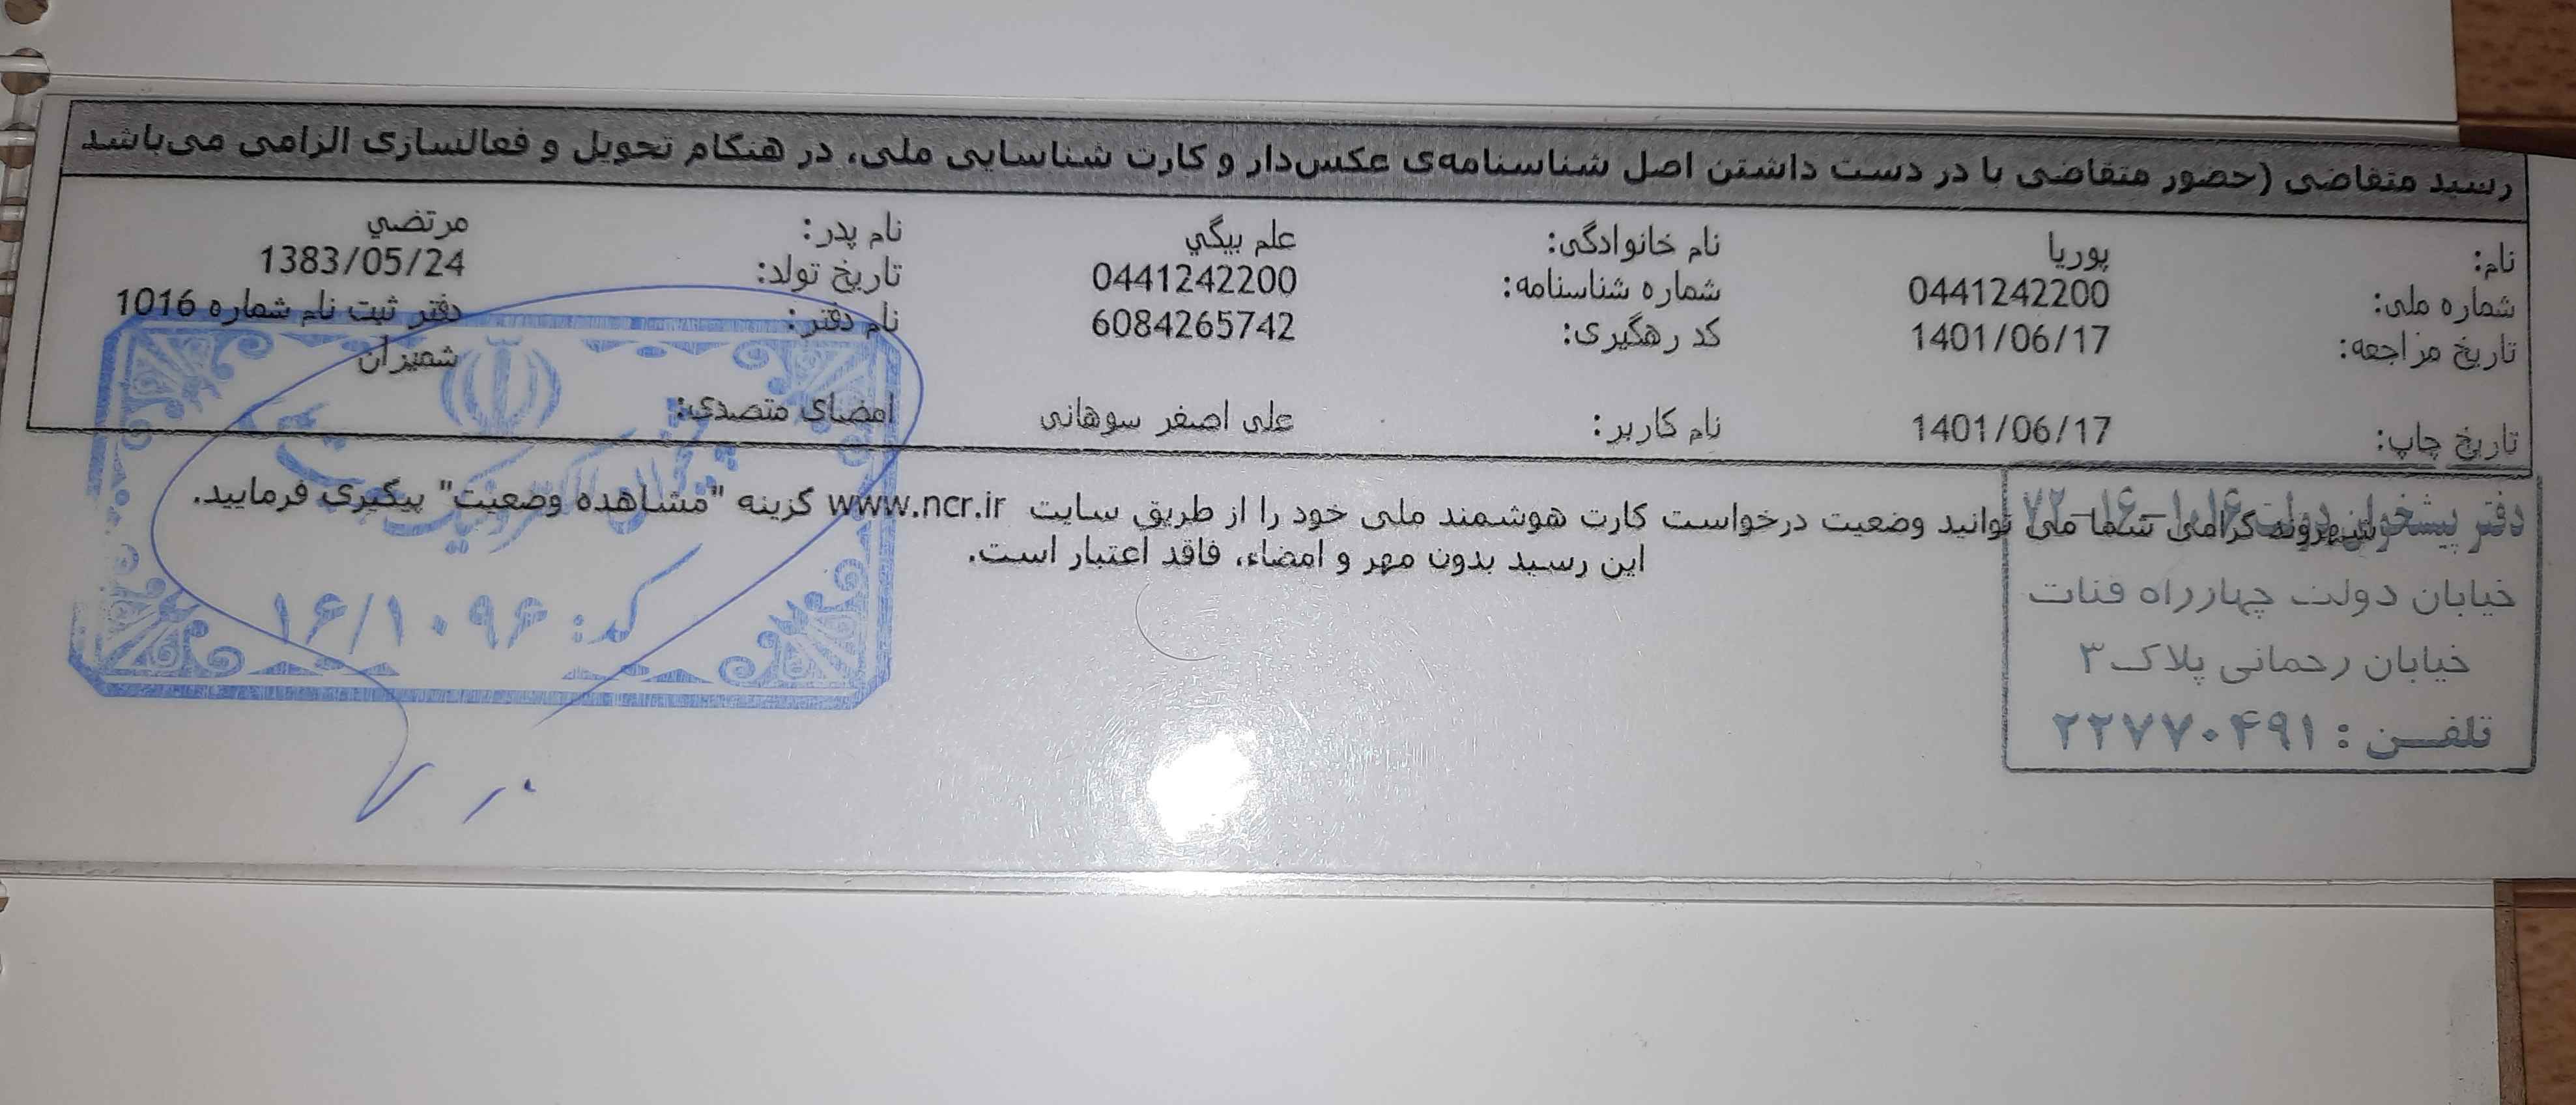 رسید متقاضی (حضور متقاضی با در دست داشتن اصل شناسنامه‌ی عکس‌دار و کارت شناسایی ملی، در هنگام تحویل و فعالسازی الزامی می‌باشد
نام: پوریا نام خانوادگی: علم بيگي نام پدر: مرتضي
شماره ملی: 0441242200 شماره شناسنامه: 0441242200 تاریخ تولد: 1383/05/24
تاریخ مراجعه: 1401/06/17 کد رهگیری: 6084265742 نام دفتر: دفتر ثبت نام شماره 1016
شمیران
تاریخ چاپ: 1401/06/17 نام کاربر: علی اصغر سوهانی امضای متصدی:
شهروند گرامی شما می توانید وضعیت درخواست کارت هوشمند ملی خود را از طریق سایت www.ncr.ir گزینه "مشاهده وضعیت" پیگیری فرمایید.
این رسید بدون مهر و امضاء، فاقد اعتبار است.
دفتر پیشخوان دولت
خیابان دولت چهارراه قنات
خیابان رحمانی پلاک ۳
تلفن : ۲۲۷۷۰۴۹۱
کد: ۱۶/۱۰۹۶